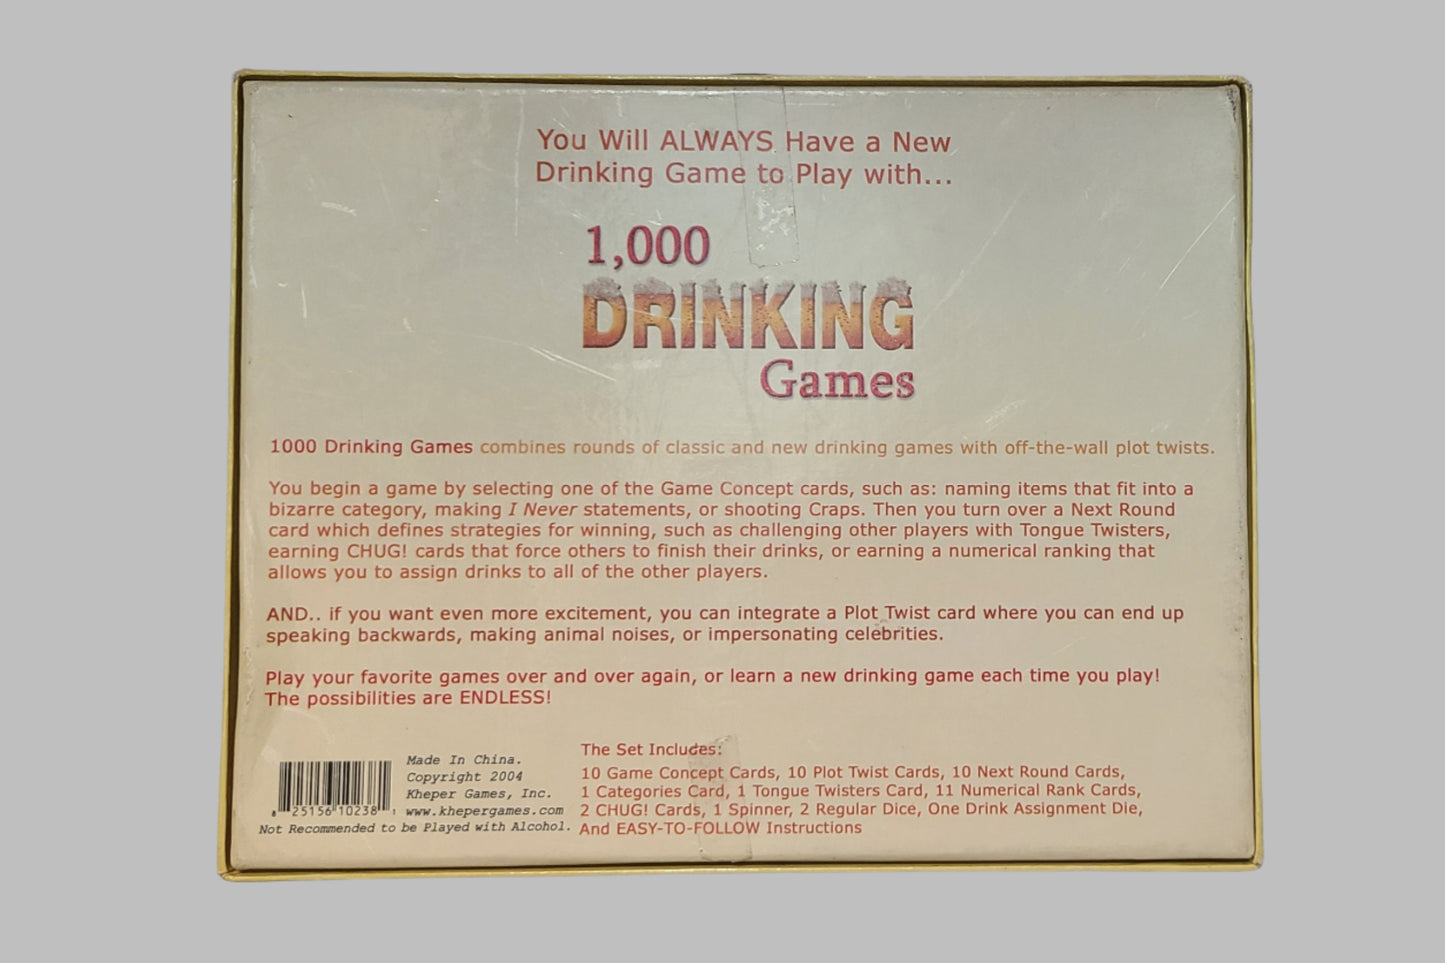 You Will ALWAYS Have a New
Drinking Game to Play with...
1,000
DRINKING
Games
1000 Drinking Games combines rounds of classic and new drinking games with off-the-wall plot twists.
You begin a game by selecting one of the Game Concept cards, such as: naming items that fit into a
bizarre category, making I Never statements, or shooting Craps. Then you turn over a Next Round
card which defines strategies for winning, such as challenging other players with Tongue Twisters,
earning CHUG! cards that force others to finish their drinks, or earning a numerical ranking that
allows you to assign drinks to all of the other players.
AND.. if you want even more excitement, you can integrate a Plot Twist card where you can end up
speaking backwards, making animal noises, or impersonating celebrities.
Play your favorite games over and over again, or learn a new drinking game each time you play!
The possibilities are ENDLESS!
Made In China.
Copyright 2004
Kheper Games, Inc.
www.khepergames.com
8 25156 10238 1
Not Recommended to be Played with Alcohol.
The Set Includes:
10 Game Concept Cards, 10 Plot Twist Cards, 10 Next Round Cards,
1 Categories Card, 1 Tongue Twisters Card, 11 Numerical Rank Cards,
2 CHUG! Cards, 1 Spinner, 2 Regular Dice, One Drink Assignment Die,
And EASY-TO-FOLLOW Instructions